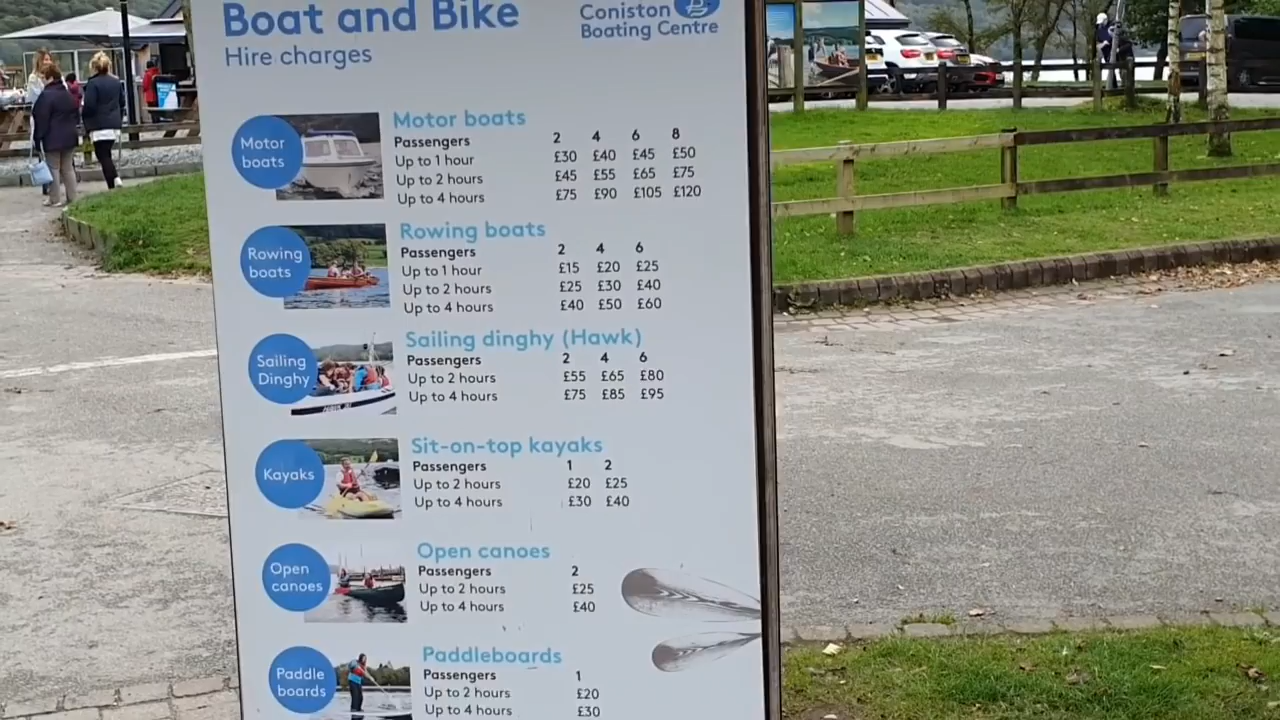 Boat and Bike
Hire charges
Coniston
Boating Centre
Motor boats
Motor boats
Passengers 2 4 6 8
Up to 1 hour £30 £40 £45 £50
Up to 2 hours £45 £55 £65 £75
Up to 4 hours £75 £90 £105 £120
Rowing boats
Rowing boats
Passengers 2 4 6
Up to 1 hour £15 £20 £25
Up to 2 hours £25 £30 £40
Up to 4 hours £40 £50 £60
Sailing Dinghy
Sailing dinghy (Hawk)
Passengers 2 4 6
Up to 2 hours £55 £65 £80
Up to 4 hours £75 £85 £95
Kayaks
Sit-on-top kayaks
Passengers 1 2
Up to 2 hours £20 £25
Up to 4 hours £30 £40
Open canoes
Open canoes
Passengers 2
Up to 2 hours £25
Up to 4 hours £40
Paddle boards
Paddleboards
Passengers 1
Up to 2 hours £20
Up to 4 hours £30